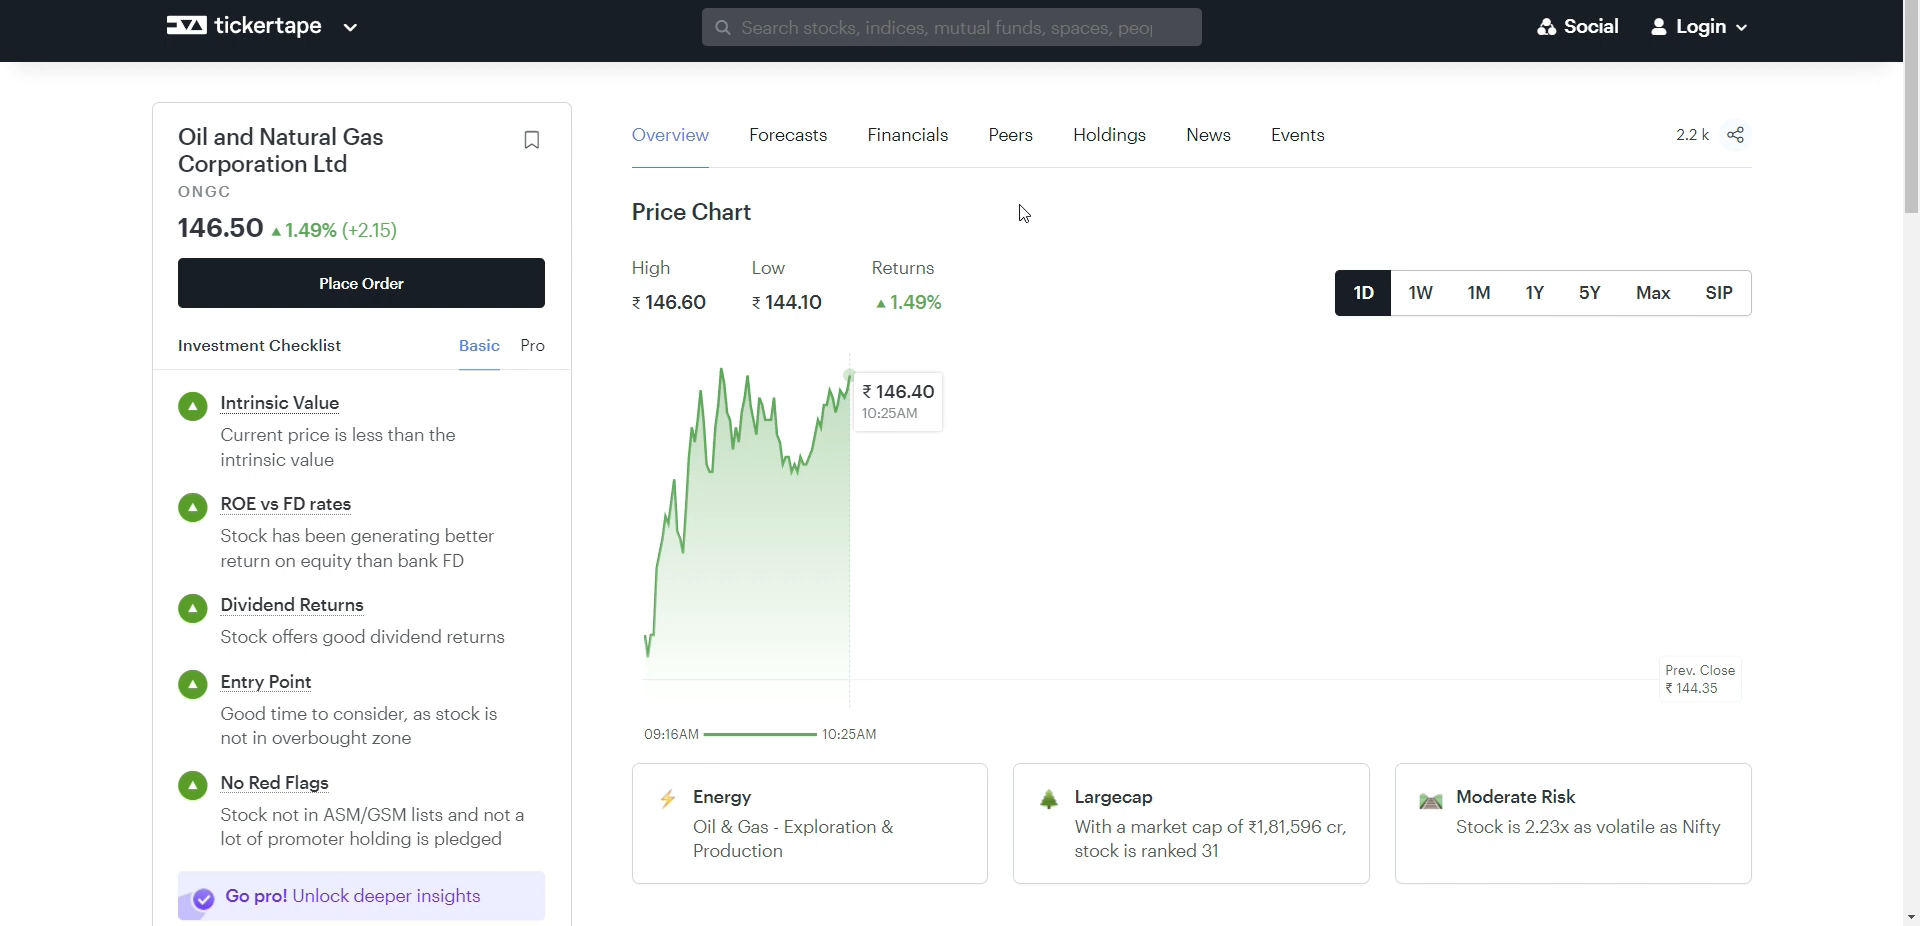 tickertape
Search stocks, indices, mutual funds, spaces, peop
Social
Login
Oil and Natural Gas
Corporation Ltd
ONGC
146.50 ▲ 1.49% (+2.15)
Place Order
Investment Checklist
Basic
Pro
Intrinsic Value
Current price is less than the
intrinsic value
ROE vs FD rates
Stock has been generating better
return on equity than bank FD
Dividend Returns
Stock offers good dividend returns
Entry Point
Good time to consider, as stock is
not in overbought zone
No Red Flags
Stock not in ASM/GSM lists and not a
lot of promoter holding is pledged
Go pro! Unlock deeper insights
Overview
Forecasts
Financials
Peers
Holdings
News
Events
2.2 k
Price Chart
High
Low
Returns
₹ 146.60
₹ 144.10
▲ 1.49%
1D
1W
1M
1Y
5Y
Max
SIP
₹ 146.40
10:25AM
Prev. Close
₹ 144.35
09:16AM
10:25AM
Energy
Oil & Gas - Exploration &
Production
Largecap
With a market cap of ₹1,81,596 cr,
stock is ranked 31
Moderate Risk
Stock is 2.23x as volatile as Nifty